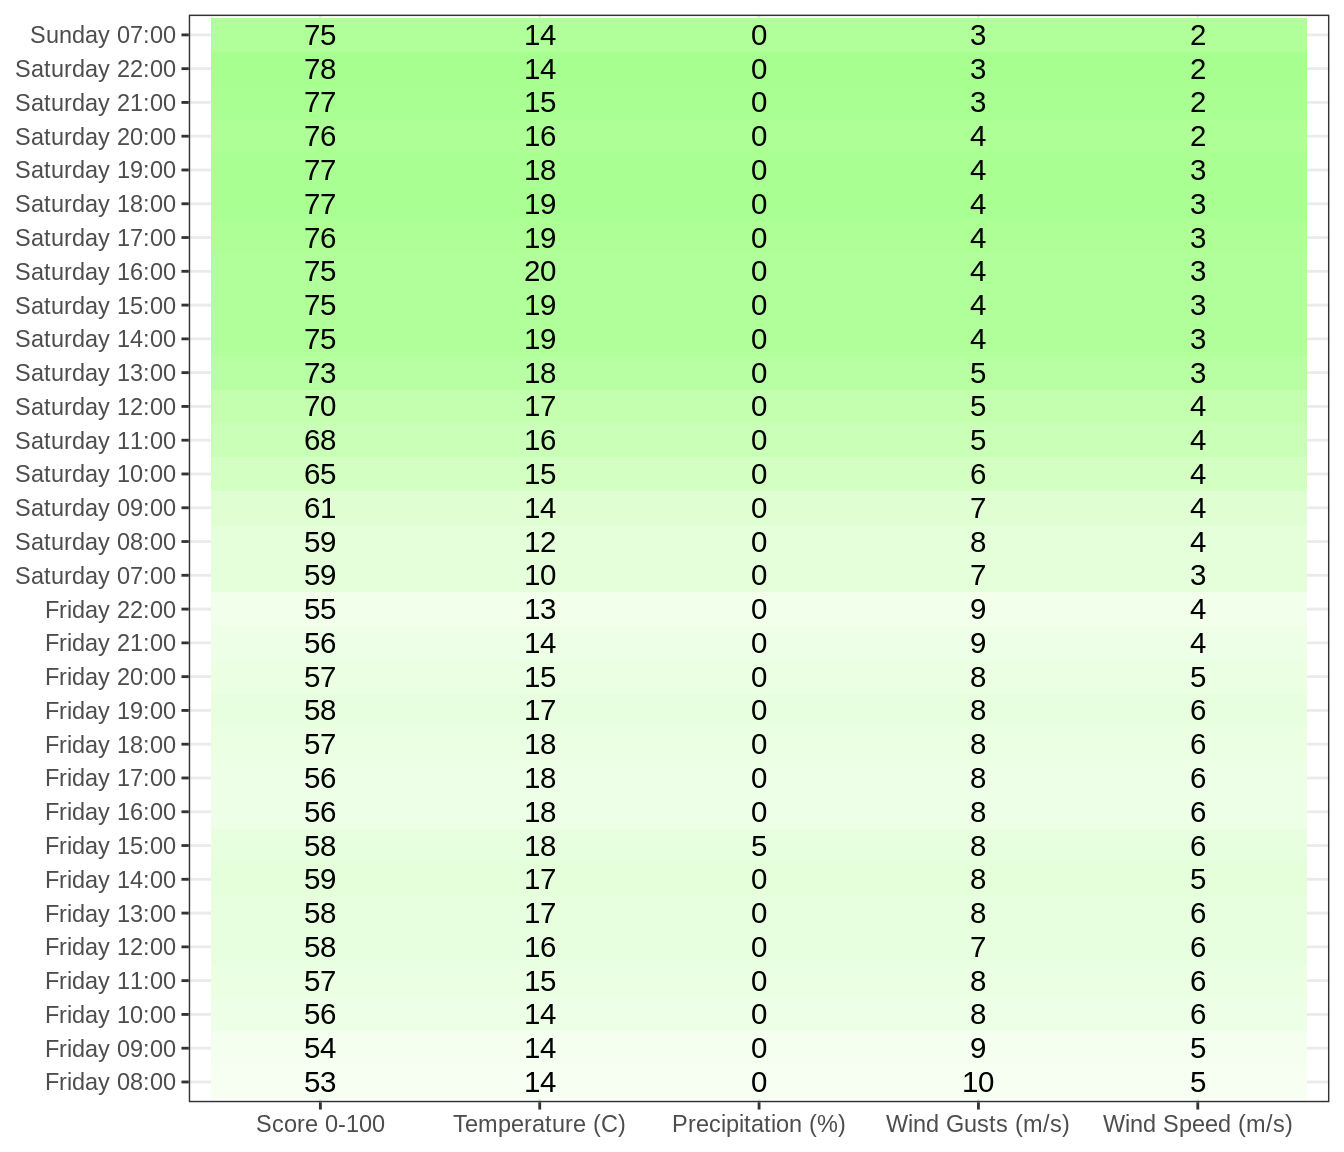 Sunday 07:00 75 14 0 3 2
Saturday 22:00 78 14 0 3 2
Saturday 21:00 77 15 0 3 2
Saturday 20:00 76 16 0 4 2
Saturday 19:00 77 18 0 4 3
Saturday 18:00 77 19 0 4 3
Saturday 17:00 76 19 0 4 3
Saturday 16:00 75 20 0 4 3
Saturday 15:00 75 19 0 4 3
Saturday 14:00 75 19 0 4 3
Saturday 13:00 73 18 0 5 3
Saturday 12:00 70 17 0 5 4
Saturday 11:00 68 16 0 5 4
Saturday 10:00 65 15 0 6 4
Saturday 09:00 61 14 0 7 4
Saturday 08:00 59 12 0 8 4
Saturday 07:00 59 10 0 7 3
Friday 22:00 55 13 0 9 4
Friday 21:00 56 14 0 9 4
Friday 20:00 57 15 0 8 5
Friday 19:00 58 17 0 8 6
Friday 18:00 57 18 0 8 6
Friday 17:00 56 18 0 8 6
Friday 16:00 56 18 0 8 6
Friday 15:00 58 18 5 8 6
Friday 14:00 59 17 0 8 5
Friday 13:00 58 17 0 8 6
Friday 12:00 58 16 0 7 6
Friday 11:00 57 15 0 8 6
Friday 10:00 56 14 0 8 6
Friday 09:00 54 14 0 9 5
Friday 08:00 53 14 0 10 5
Score 0-100 Temperature (C) Precipitation (%) Wind Gusts (m/s) Wind Speed (m/s)